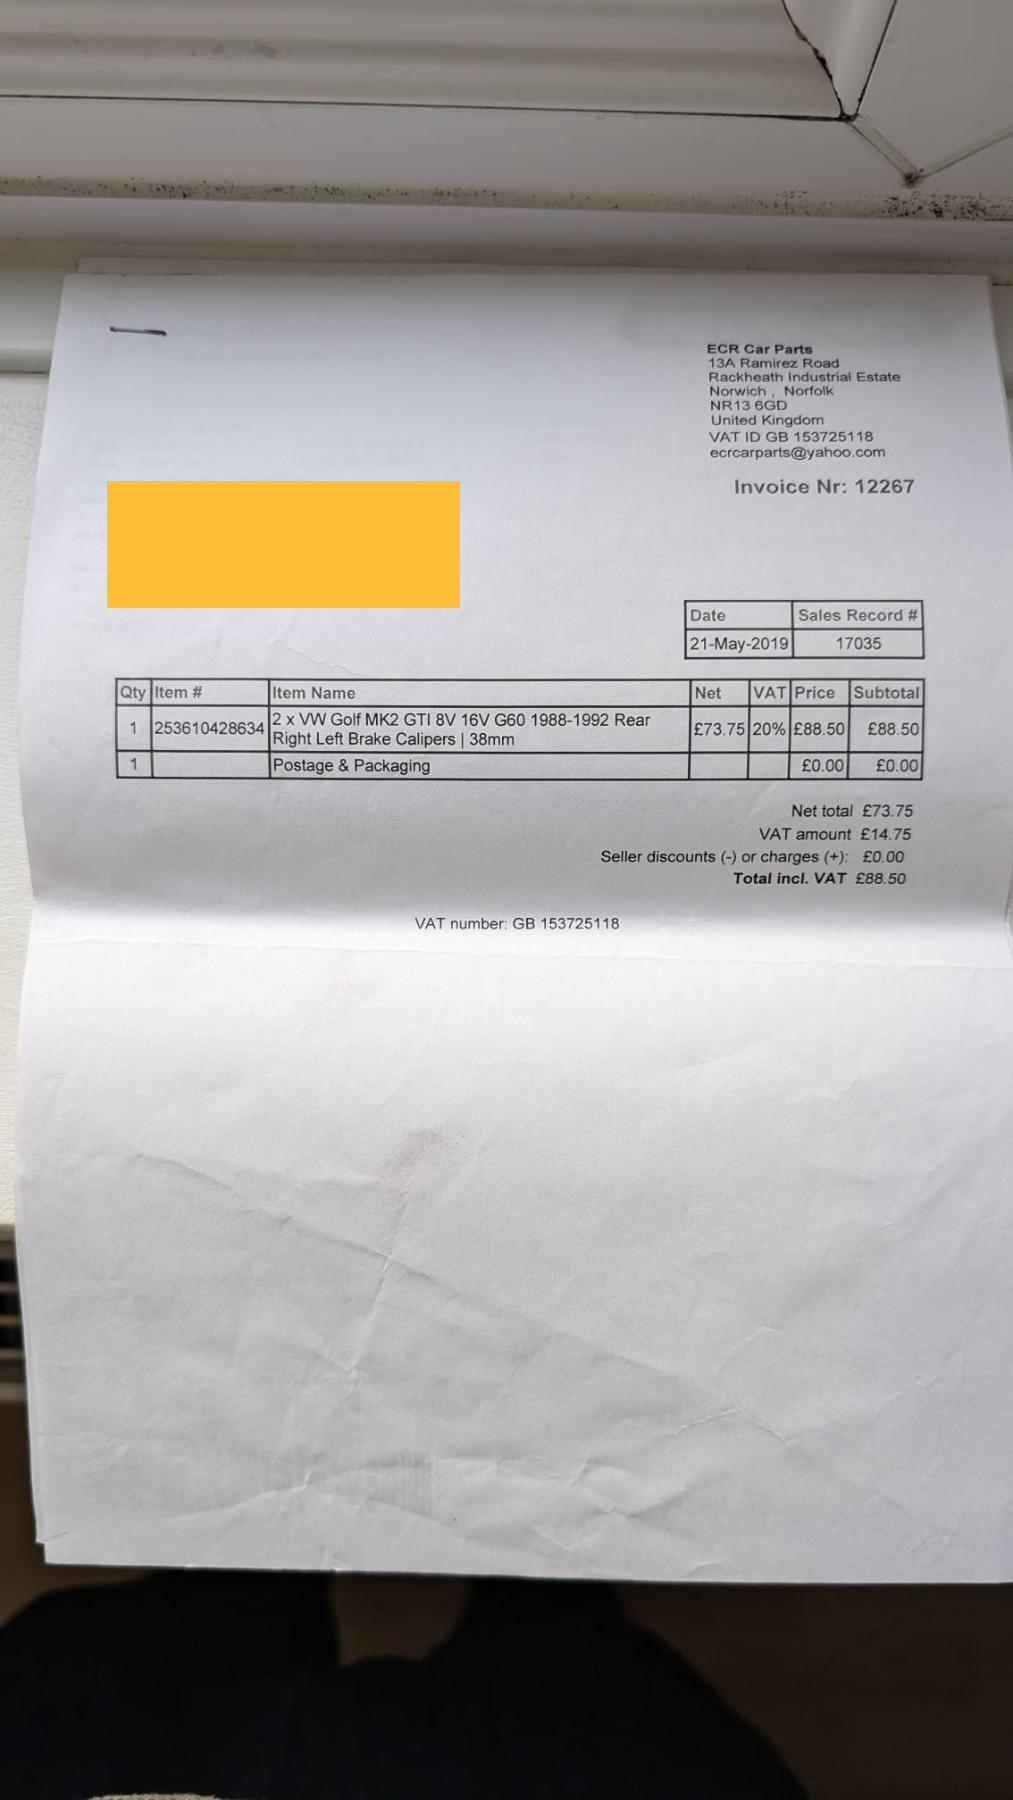 ECR Car Parts
13A Ramirez Road
Rackheath Industrial Estate
Norwich , Norfolk
NR13 6GD
United Kingdom
VAT ID GB 153725118
ecrcarparts@yahoo.com
Invoice Nr: 12267
Date Sales Record #
21-May-2019 17035
Qty Item # Item Name Net VAT Price Subtotal
1 253610428634 2 x VW Golf MK2 GTI 8V 16V G60 1988-1992 Rear £73.75 20% £88.50 £88.50
Right Left Brake Calipers | 38mm
1 Postage & Packaging £0.00 £0.00
Net total £73.75
VAT amount £14.75
Seller discounts (-) or charges (+): £0.00
Total incl. VAT £88.50
VAT number: GB 153725118